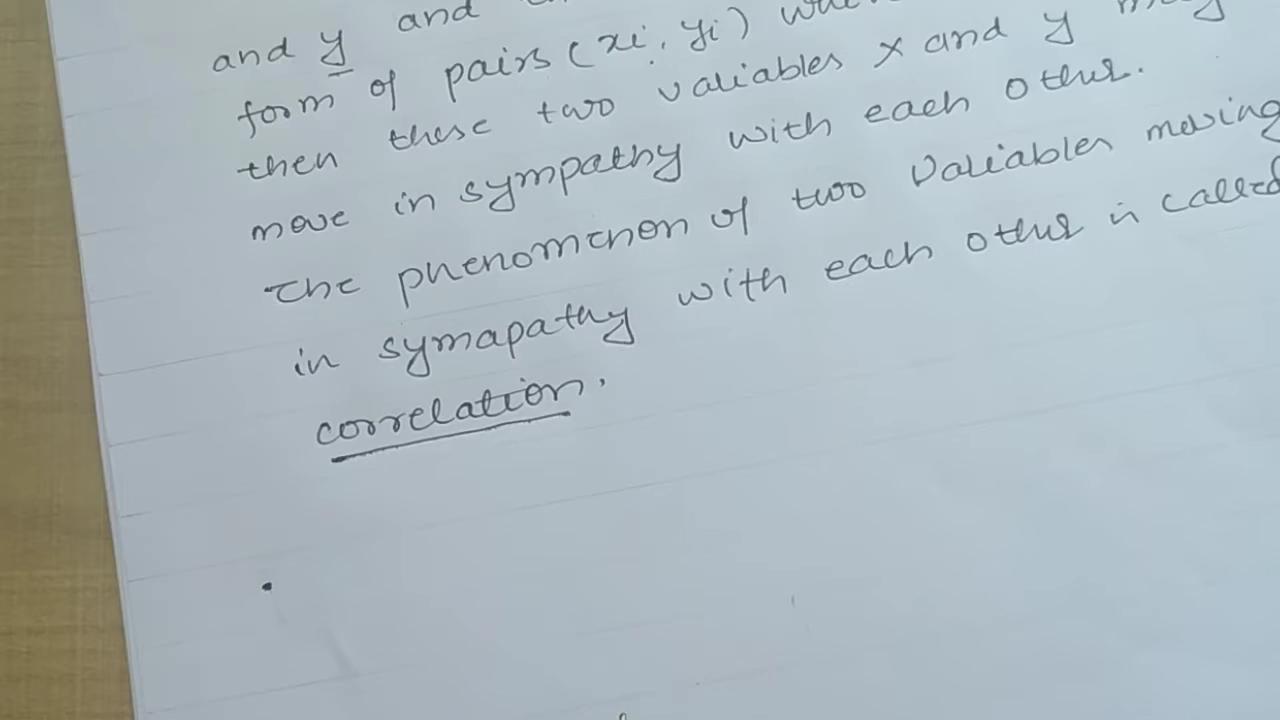 and y and
form of pairs (xi, yi)
then these two variables x and y
move in sympathy with each other.
The phenomenon of two variables moving
in symapathy with each other is called
correlation.